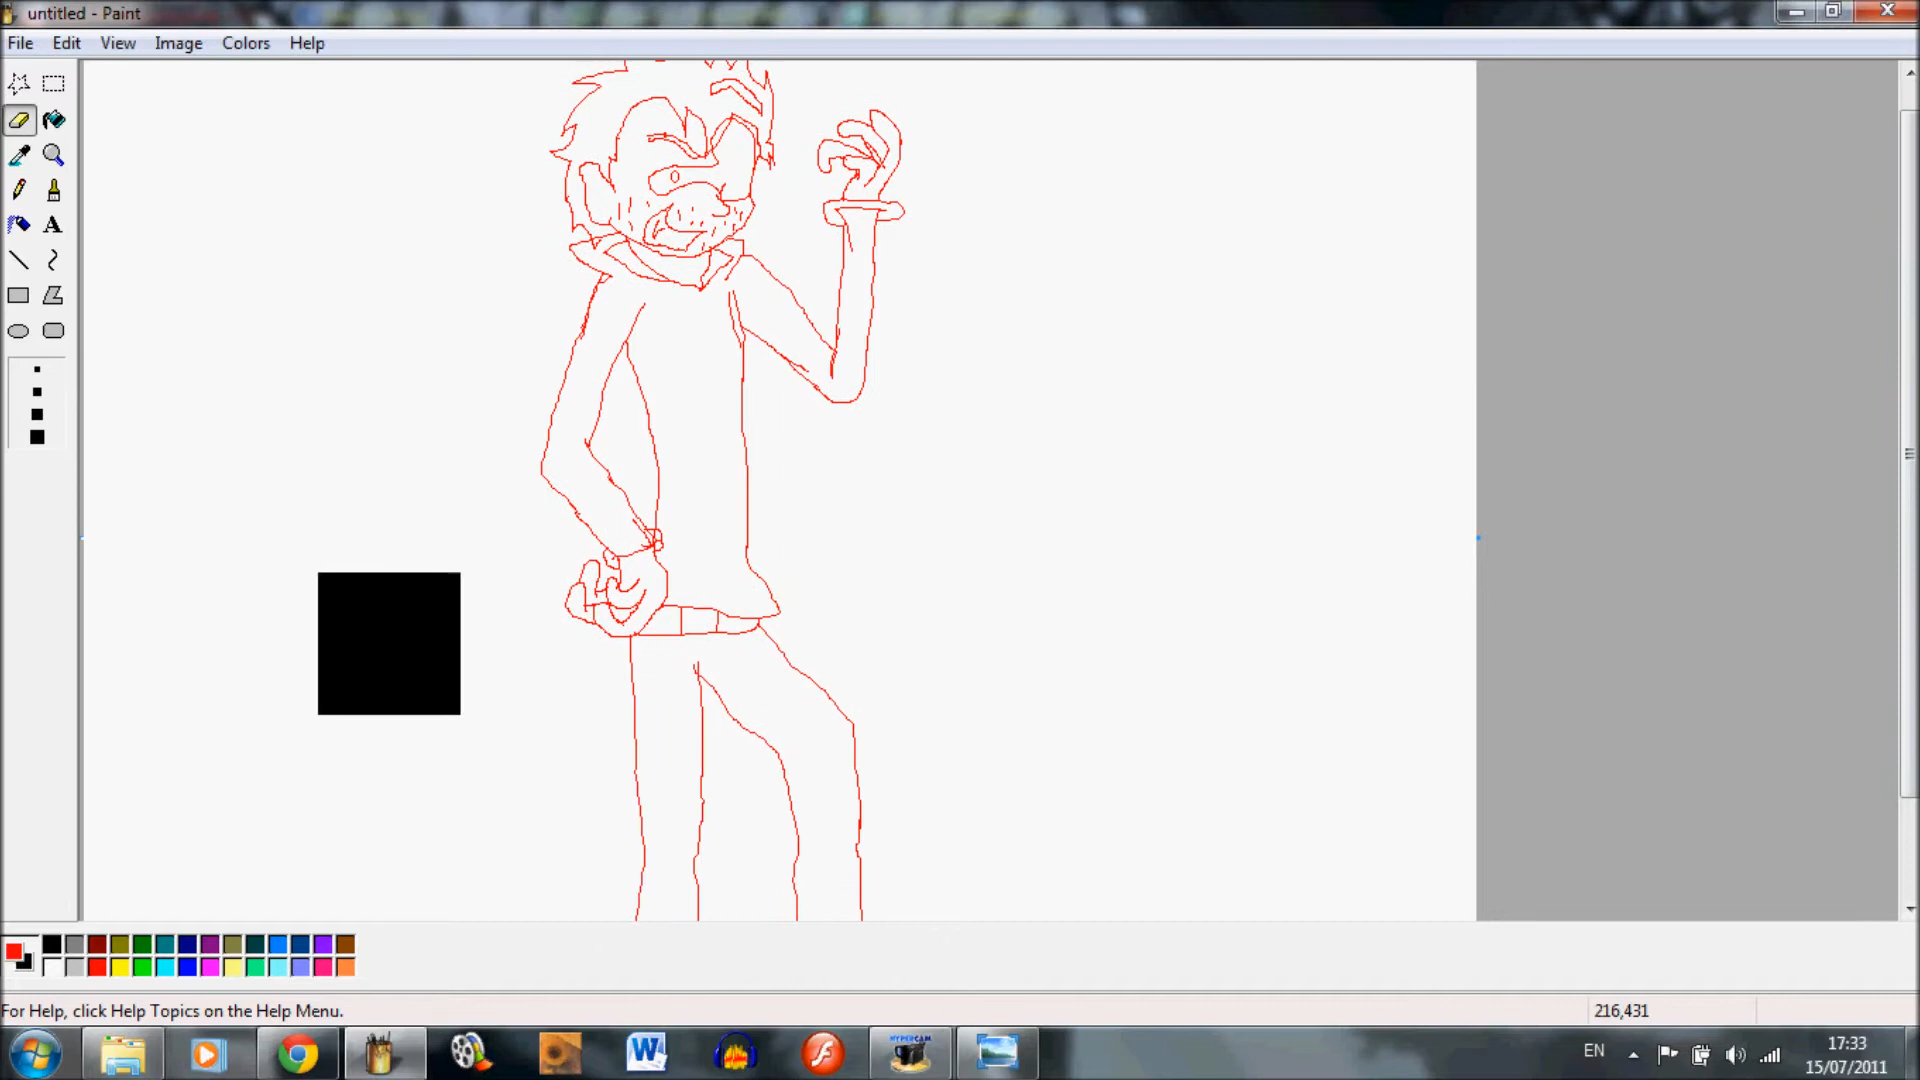 untitled - Paint
File Edit View Image Colors Help
A
For Help, click Help Topics on the Help Menu.
216,431
HYPERCAM
EN
17:33
15/07/2011